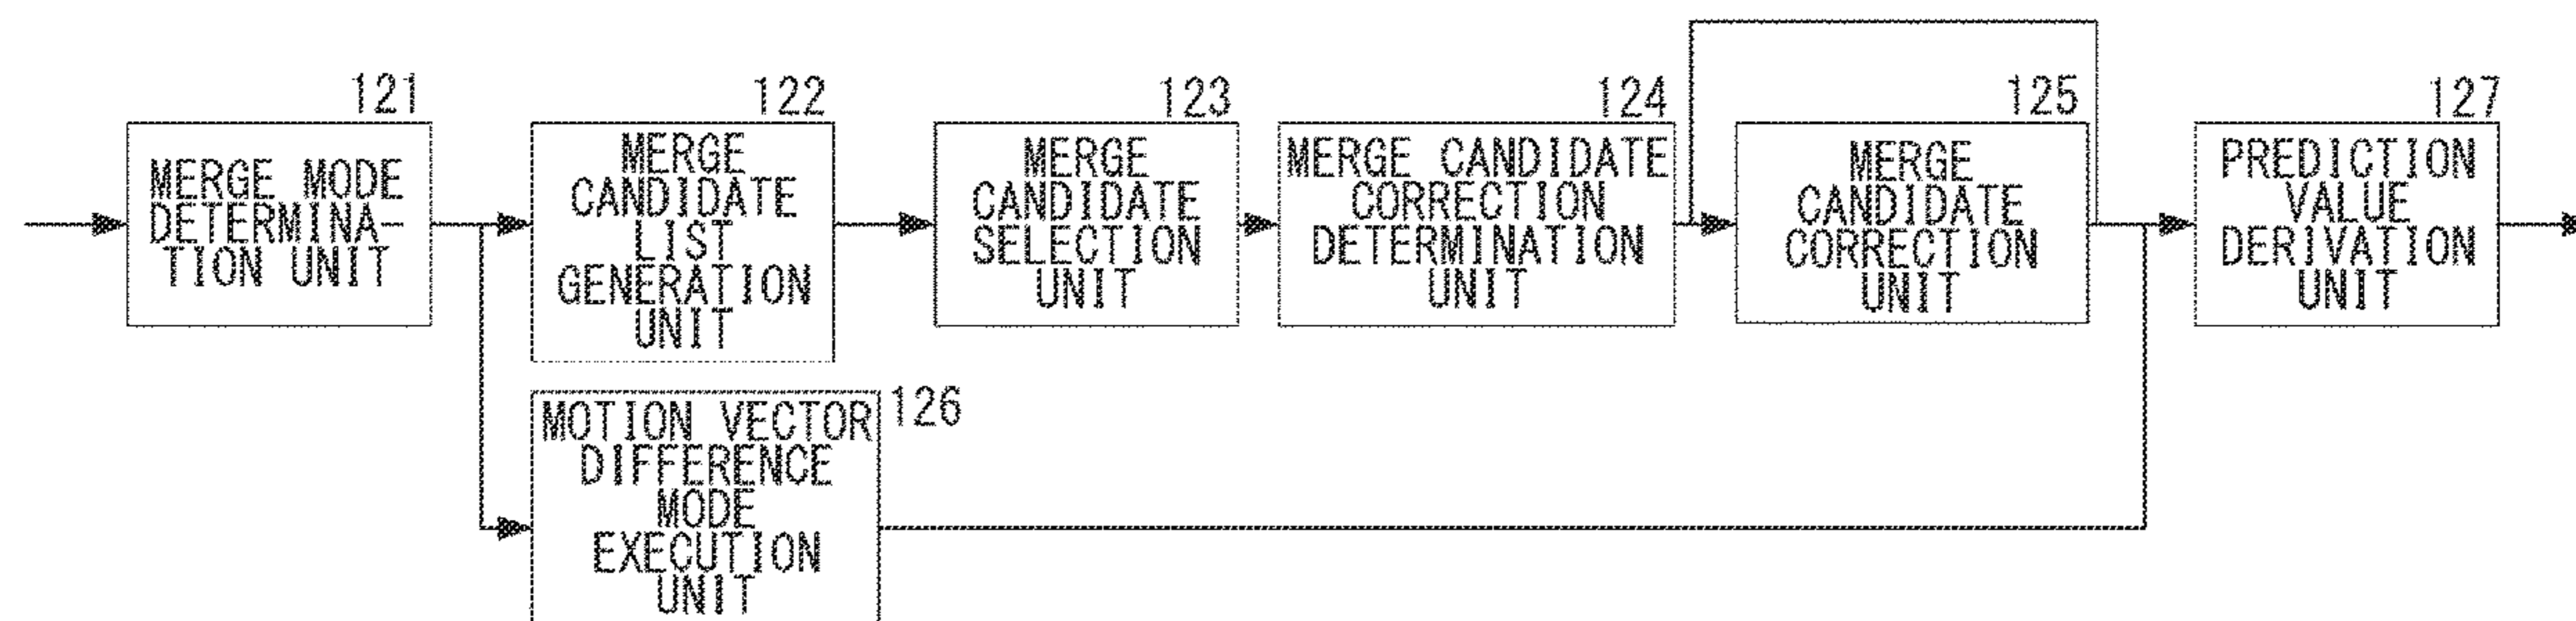 121
MERGE MODE
DETERMINA-
TION UNIT
122
MERGE
CANDIDATE
LIST
GENERATION
UNIT
123
MERGE
CANDIDATE
SELECTION
UNIT
124
MERGE CANDIDATE
CORRECTION
DETERMINATION
UNIT
125
MERGE
CANDIDATE
CORRECTION
UNIT
127
PREDICTION
VALUE
DERIVATION
UNIT
126
MOTION VECTOR
DIFFERENCE
MODE
EXECUTION
UNIT